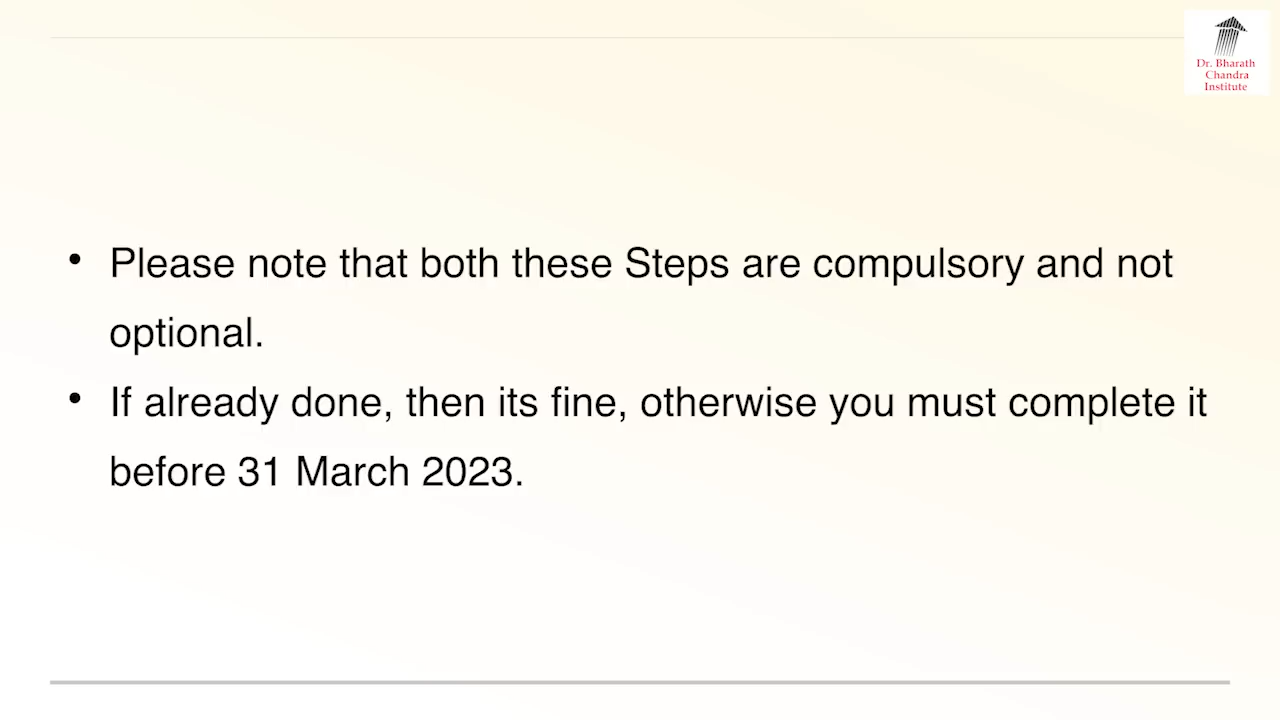 Dr. Bharath
Chandra
Institute
• Please note that both these Steps are compulsory and not
optional.
• If already done, then its fine, otherwise you must complete it
before 31 March 2023.